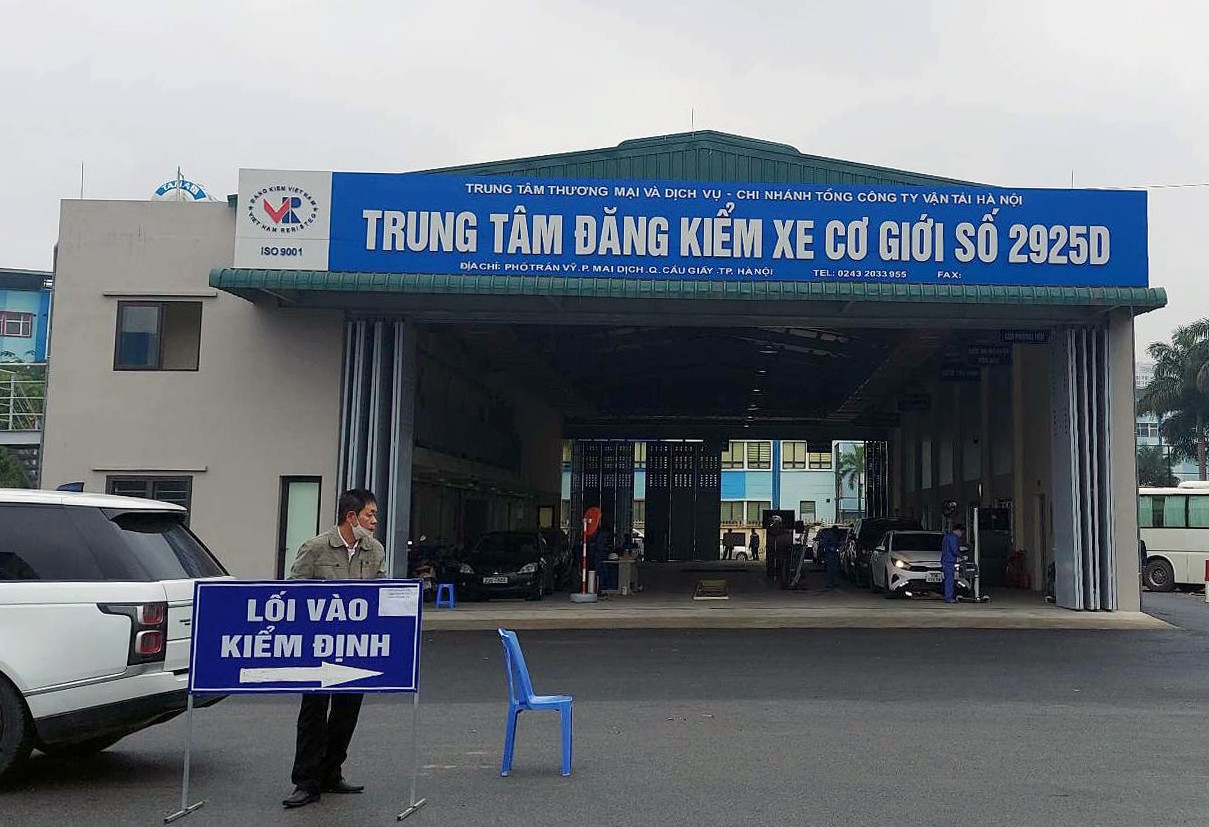 ĐĂNG KIỂM VIỆT NAM
VR
VIET NAM RERISTEG
ISO 9001
TRUNG TÂM THƯƠNG MẠI VÀ DỊCH VỤ - CHI NHÁNH TỔNG CÔNG TY VẬN TẢI HÀ NỘI
TRUNG TÂM ĐĂNG KIỂM XE CƠ GIỚI SỐ 2925D
ĐỊA CHỈ: PHỐ TRẦN VỸ.P. MAI DỊCH .Q. CẦU GIẤY .TP. HÀ NỘI TEL: 0243 2033 955 FAX:
LỐI VÀO
KIỂM ĐỊNH